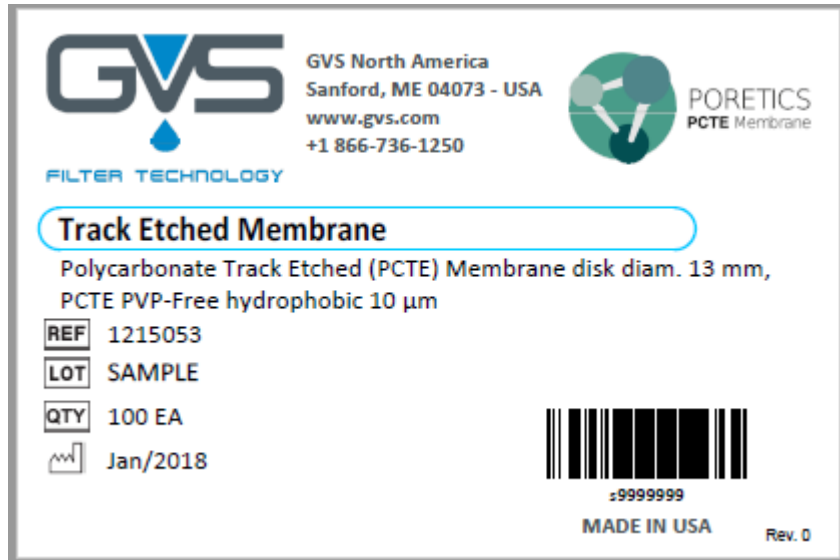 GVS
FILTER TECHNOLOGY
GVS North America
Sanford, ME 04073 - USA
www.gvs.com
+1 866-736-1250
PORETICS
PCTE Membrane
Track Etched Membrane
Polycarbonate Track Etched (PCTE) Membrane disk diam. 13 mm,
PCTE PVP-Free hydrophobic 10 µm
REF 1215053
LOT SAMPLE
QTY 100 EA
Jan/2018
s9999999
MADE IN USA
Rev. 0